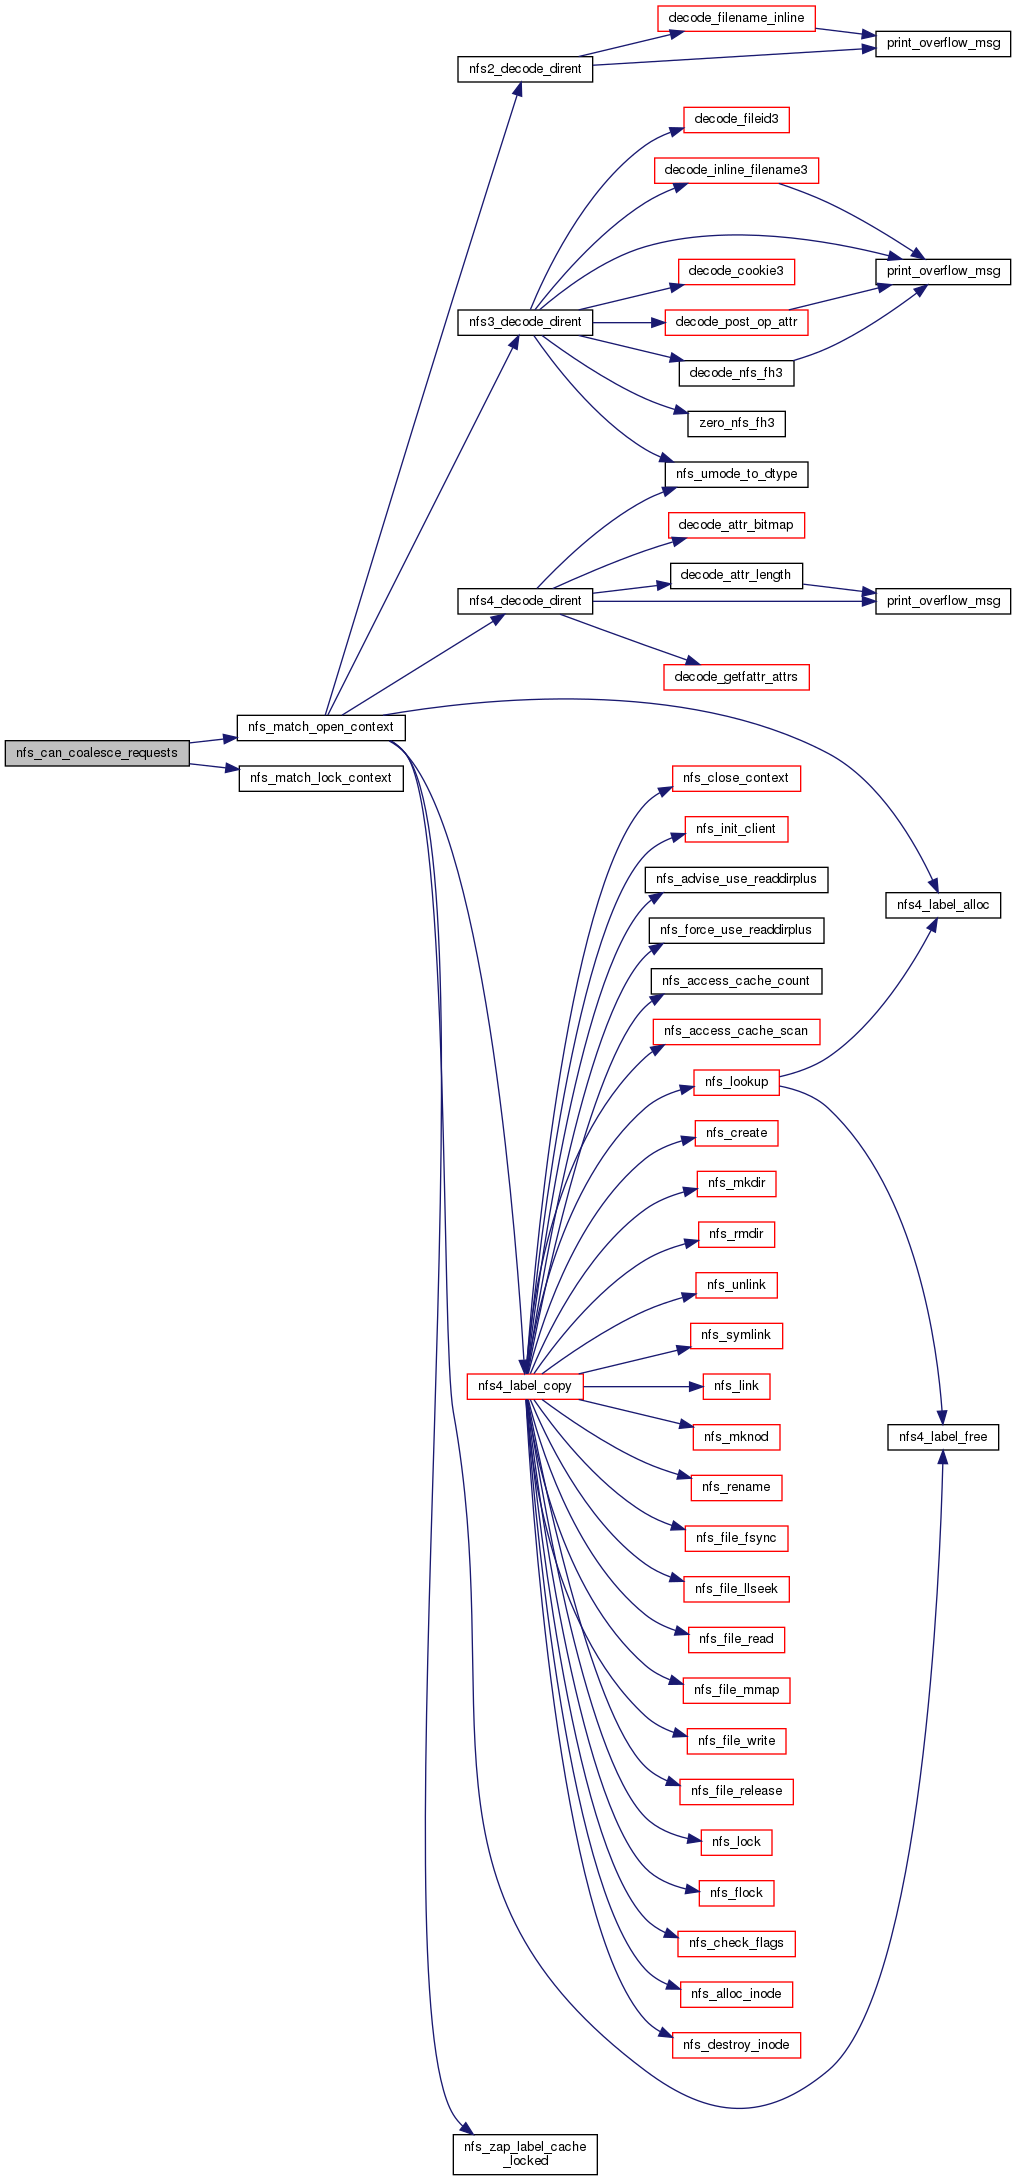 decode_filename_inline
print_overflow_msg
nfs2_decode_dirent
decode_fileid3
decode_inline_filename3
decode_cookie3
print_overflow_msg
nfs3_decode_dirent
decode_post_op_attr
decode_nfs_fh3
zero_nfs_fh3
nfs_umode_to_dtype
decode_attr_bitmap
decode_attr_length
nfs4_decode_dirent
print_overflow_msg
decode_getfattr_attrs
nfs_match_open_context
nfs_can_coalesce_requests
nfs_match_lock_context
nfs_close_context
nfs_init_client
nfs_advise_use_readdirplus
nfs4_label_alloc
nfs_force_use_readdirplus
nfs_access_cache_count
nfs_access_cache_scan
nfs_lookup
nfs_create
nfs_mkdir
nfs_rmdir
nfs_unlink
nfs_symlink
nfs4_label_copy
nfs_link
nfs_mknod
nfs4_label_free
nfs_rename
nfs_file_fsync
nfs_file_llseek
nfs_file_read
nfs_file_mmap
nfs_file_write
nfs_file_release
nfs_lock
nfs_flock
nfs_check_flags
nfs_alloc_inode
nfs_destroy_inode
nfs_zap_label_cache
_locked